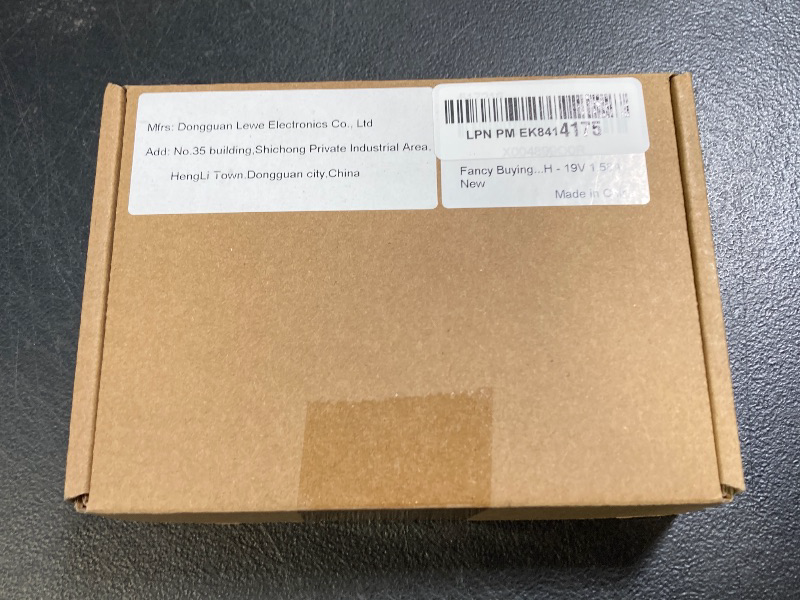 Mfrs: Dongguan Lewe Electronics Co., Ltd
Add: No.35 building,Shichong Private Industrial Area,
HengLi Town,Dongguan city,China
LPN PM EK8414175
Fancy Buying...H - 19V
New
Made in